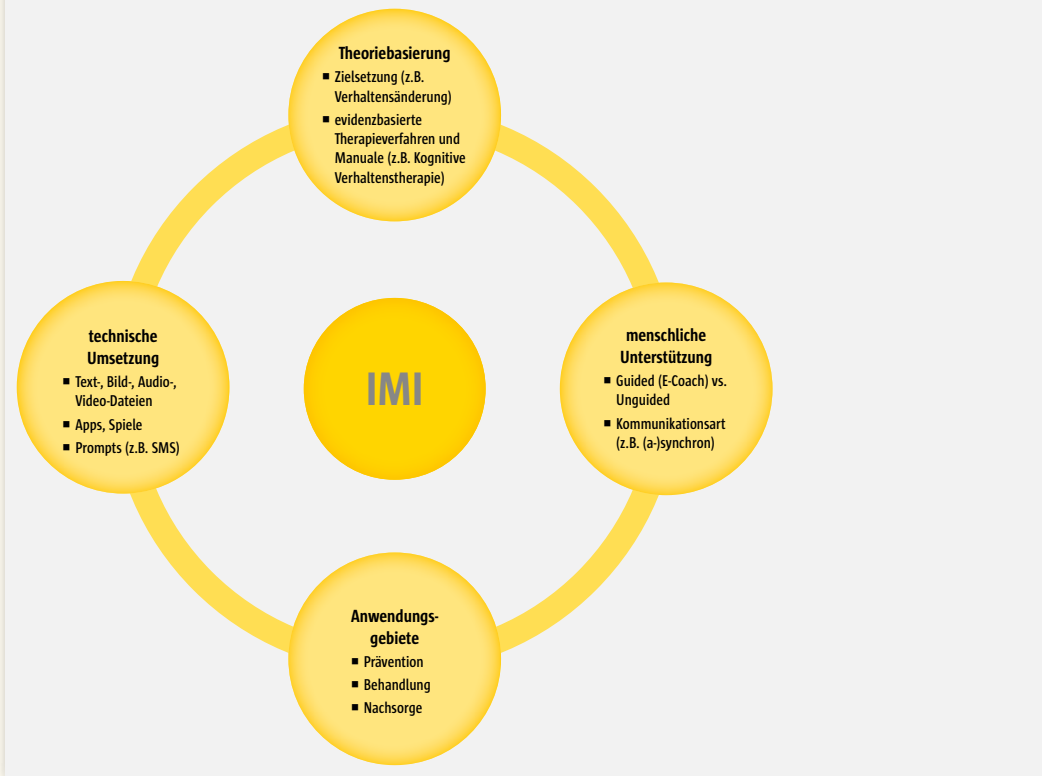 Theoriebasierung
■ Zielsetzung (z.B.
Verhaltensänderung)
■ evidenzbasierte
Therapieverfahren und
Manuale (z.B. Kognitive
Verhaltenstherapie)
technische
Umsetzung
■ Text-, Bild-, Audio-,
Video-Dateien
■ Apps, Spiele
■ Prompts (z.B. SMS)
IMI
menschliche
Unterstützung
■ Guided (E-Coach) vs.
Unguided
■ Kommunikationsart
(z.B. (a-)synchron)
Anwendungs-
gebiete
■ Prävention
■ Behandlung
■ Nachsorge